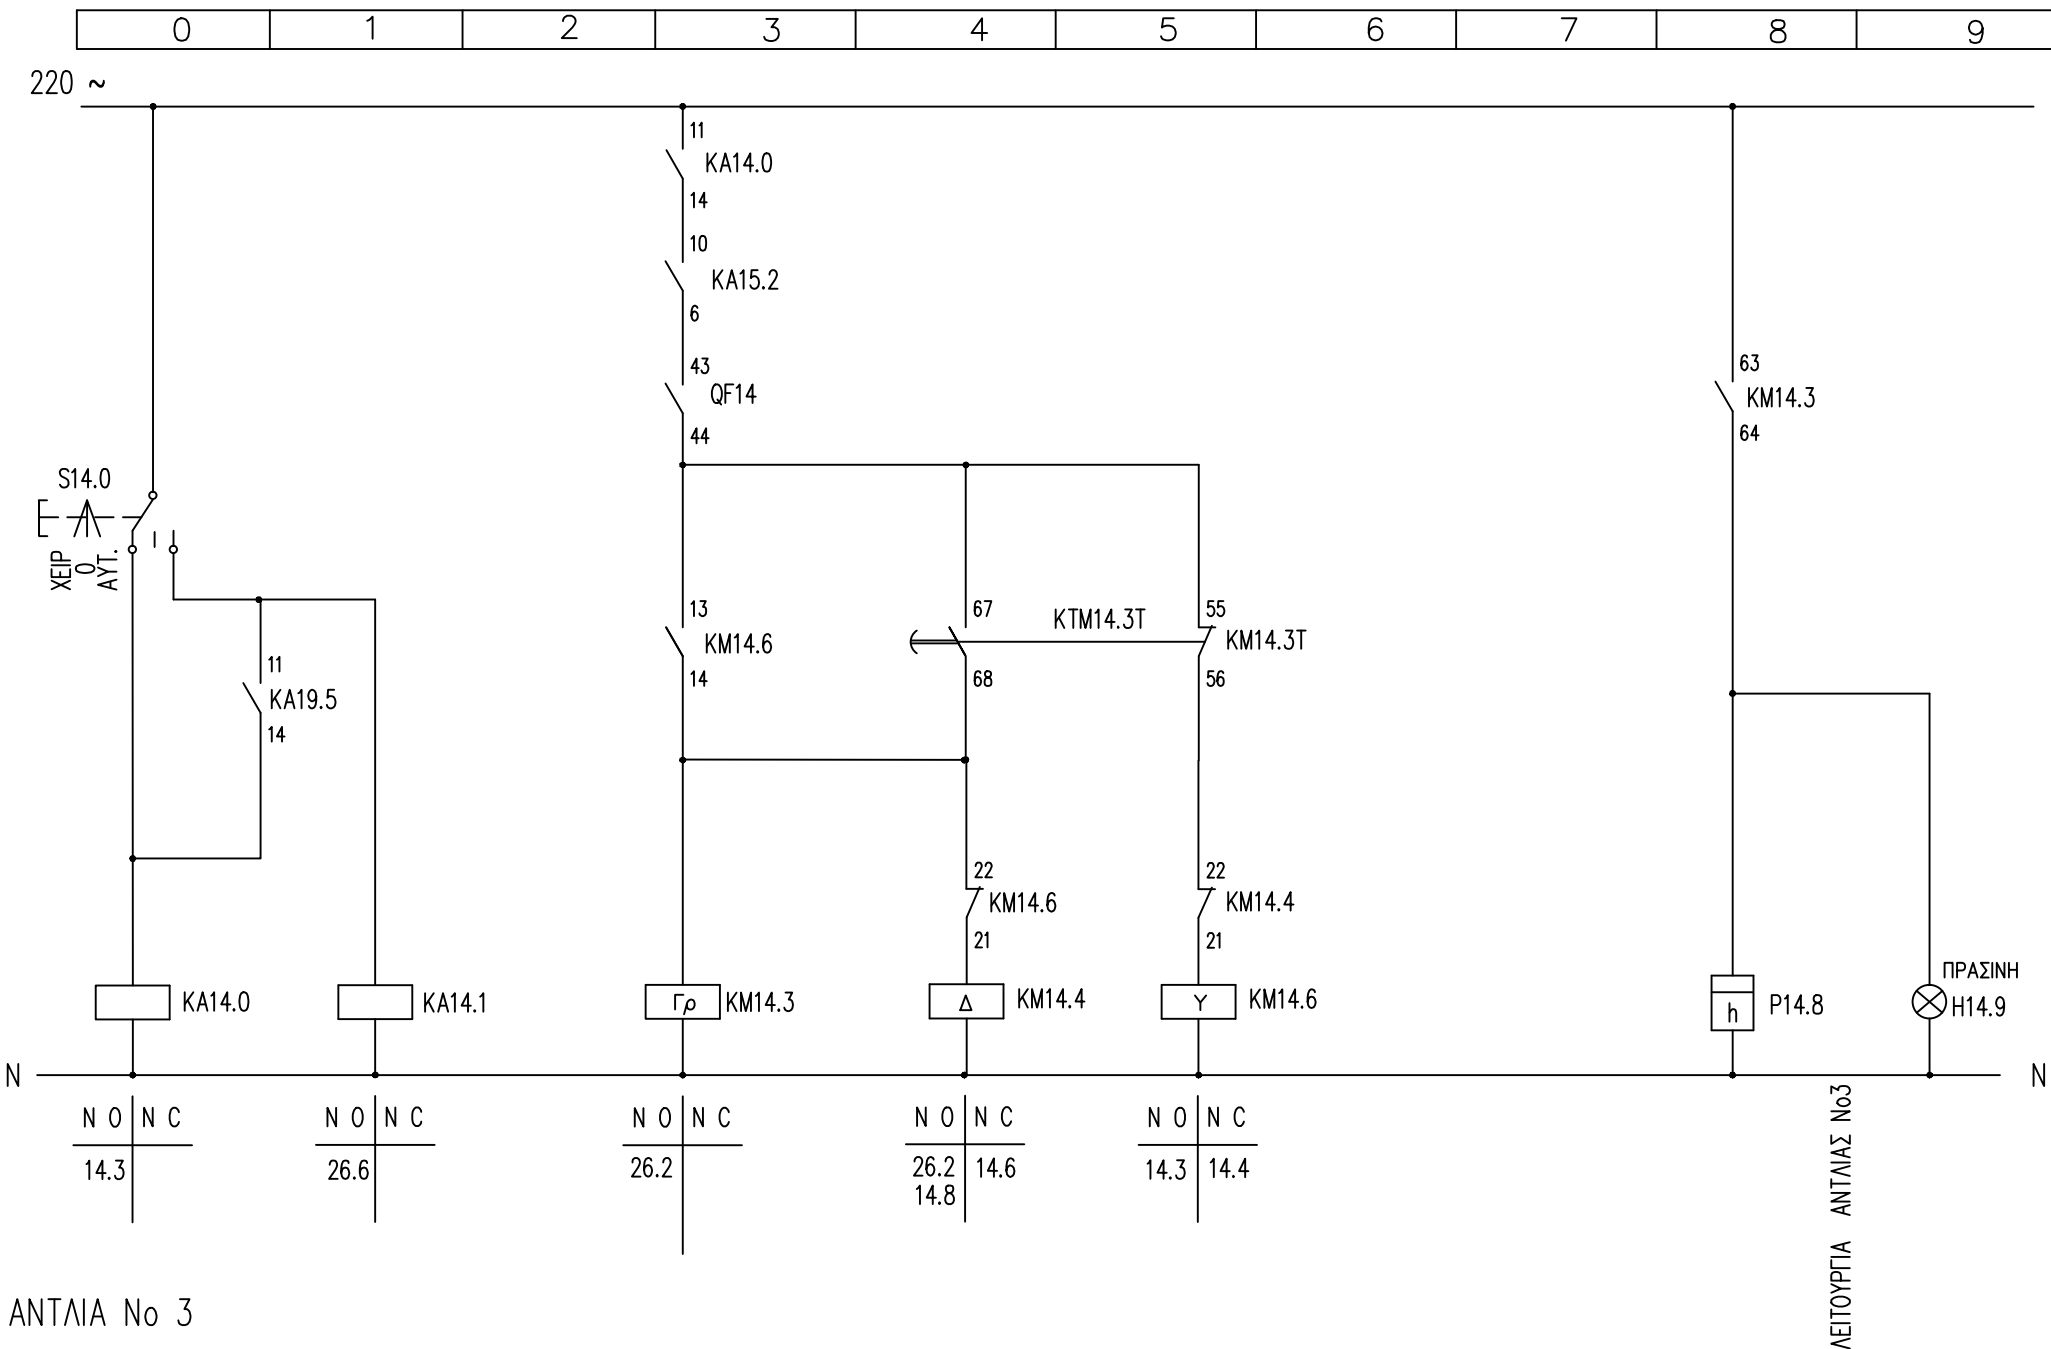 0 1 2 3 4 5 6 7 8 9
220 ~
11
KA14.0
14
10
KA15.2
6
43
QF14
44
63
KM14.3
64
S14.0
ΧΕΙΡ
0
ΑΥΤ.
I
13
KM14.6
14
67
68
KTM14.3T
55
KM14.3T
56
11
KA19.5
14
22
KM14.6
21
22
KM14.4
21
KA14.0
KA14.1
Γρ KM14.3
Δ KM14.4
Υ KM14.6
h P14.8
ΠΡΑΣΙΝΗ
H14.9
N N
N O N C
14.3
N O N C
26.6
N O N C
26.2
N O N C
26.2 14.6
14.8
N O N C
14.3 14.4
ΛΕΙΤΟΥΡΓΙΑ ΑΝΤΛΙΑΣ Νο3
ΑΝΤΛΙΑ Νο 3